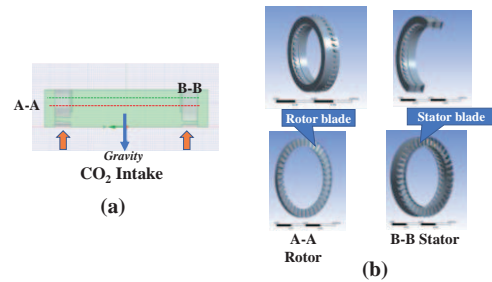 (a)
B-B
A-A
Gravity
CO₂ Intake
Rotor blade
Stator blade
A-A
Rotor
B-B Stator
(b)